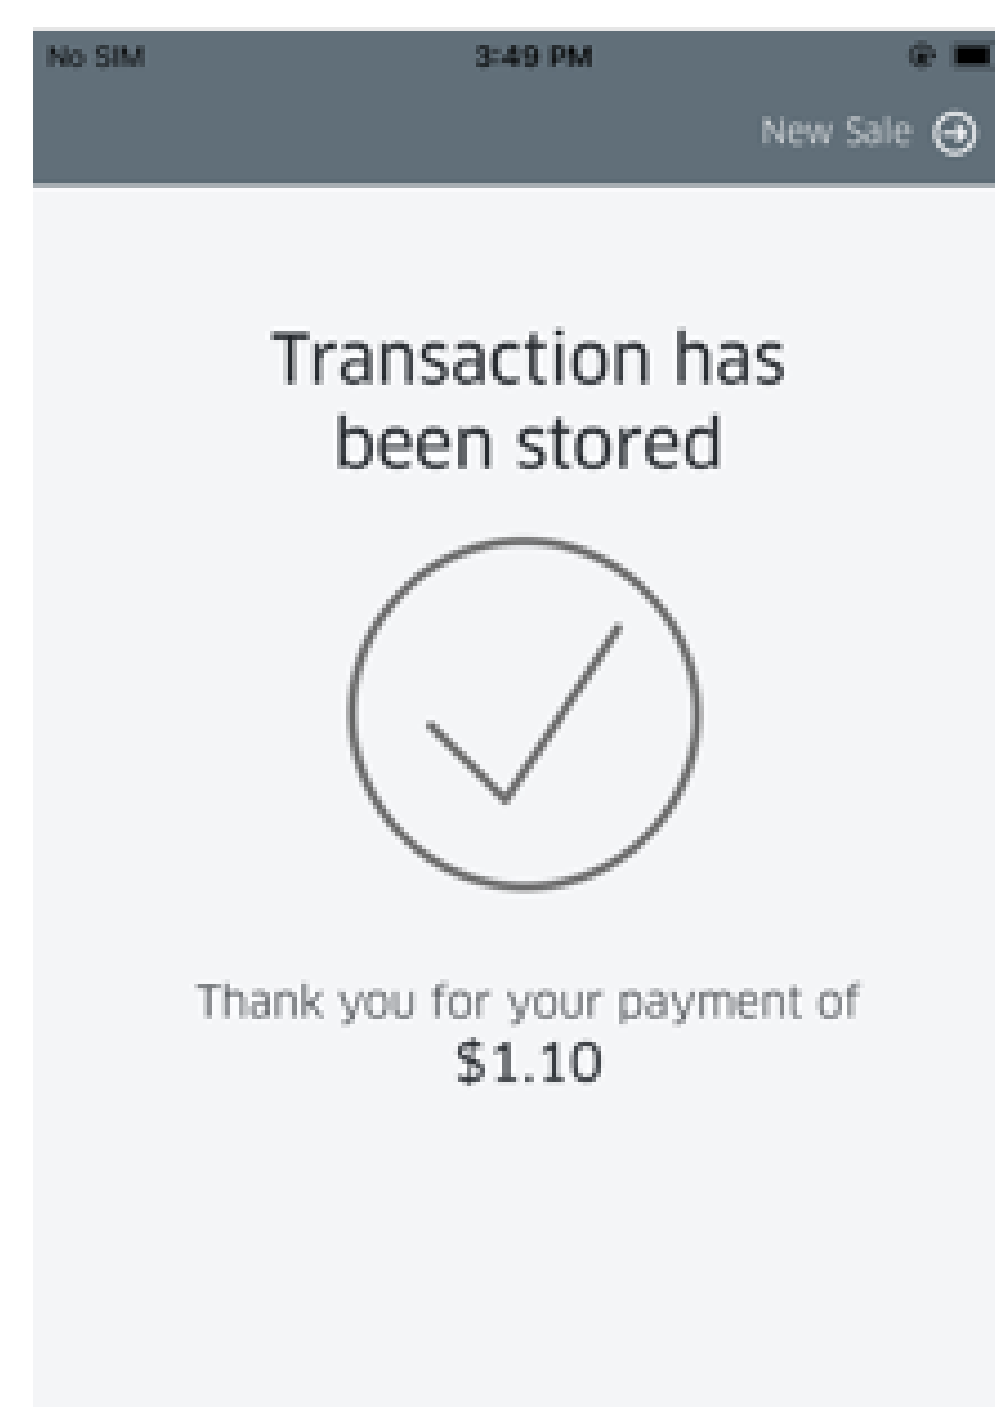 No SIM 3:49 PM
New Sale
Transaction has
been stored
Thank you for your payment of
$1.10